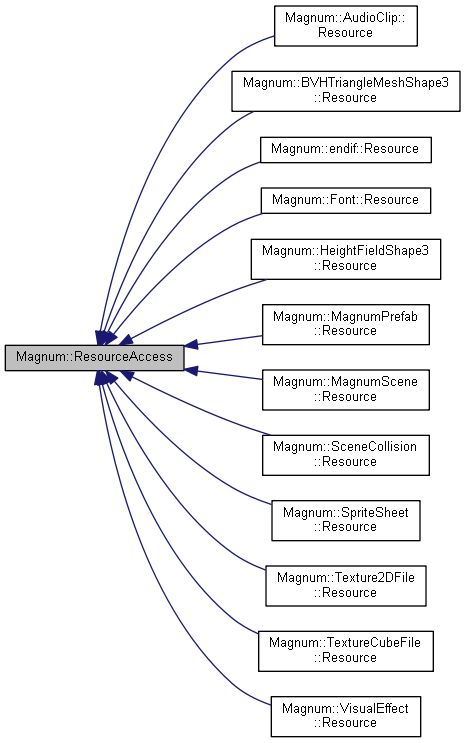 Magnum::AudioClip::
Resource
Magnum::BVHTriangleMeshShape3
::Resource
Magnum::endif::Resource
Magnum::Font::Resource
Magnum::HeightFieldShape3
::Resource
Magnum::MagnumPrefab
::Resource
Magnum::ResourceAccess
Magnum::MagnumScene
::Resource
Magnum::SceneCollision
::Resource
Magnum::SpriteSheet
::Resource
Magnum::Texture2DFile
::Resource
Magnum::TextureCubeFile
::Resource
Magnum::VisualEffect
::Resource